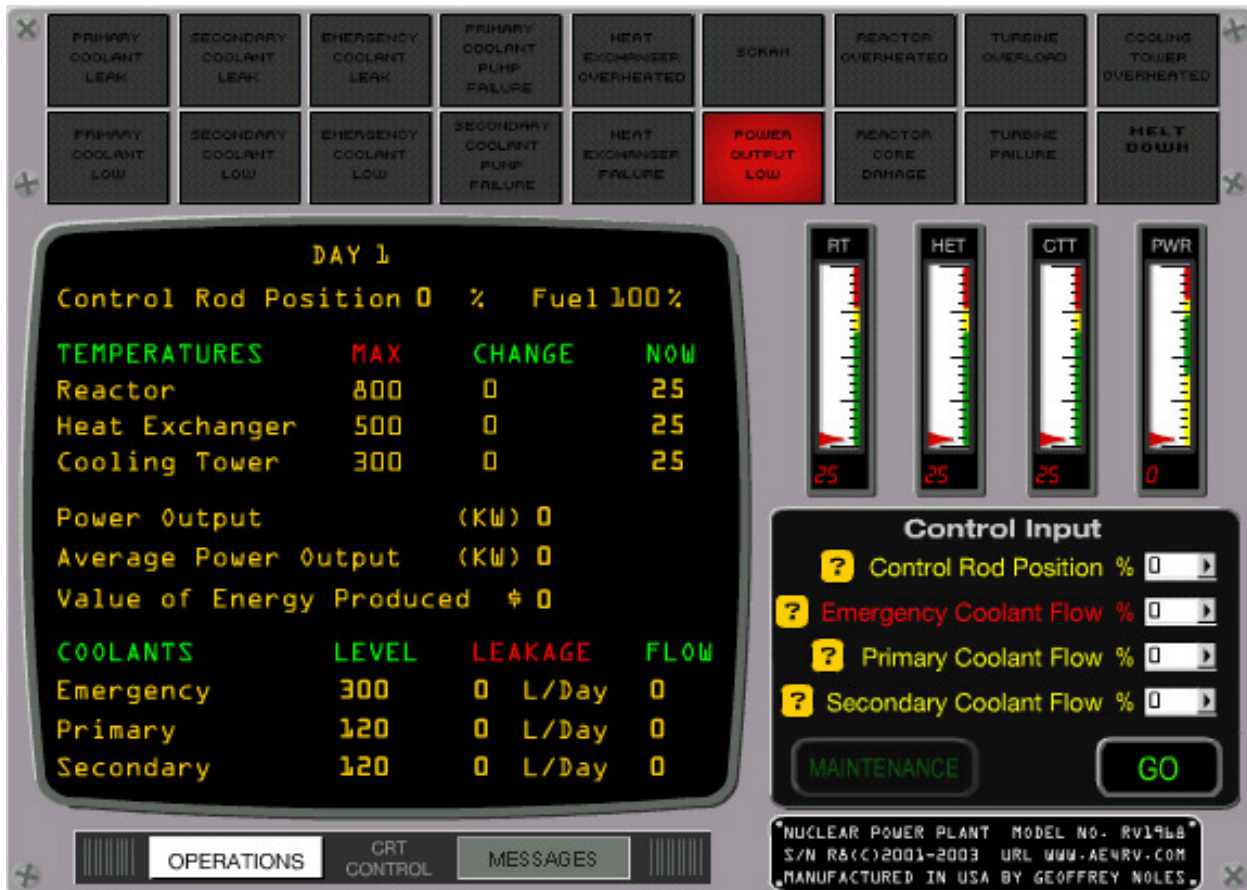 PRIMARY COOLANT LEAK
SECONDARY COOLANT LEAK
EMERGENCY COOLANT LEAK
PRIMARY COOLANT PUMP FAILURE
HEAT EXCHANGER OVERHEATED
SCRAM
REACTOR OVERHEATED
TURBINE OVERLOAD
COOLING TOWER OVERHEATED
PRIMARY COOLANT LOW
SECONDARY COOLANT LOW
EMERGENCY COOLANT LOW
SECONDARY COOLANT PUMP FAILURE
HEAT EXCHANGER FAILURE
POWER OUTPUT LOW
REACTOR CORE DAMAGE
TURBINE FAILURE
MELT DOWN
DAY 1
Control Rod Position 0 % Fuel 100%
TEMPERATURES MAX CHANGE NOW
Reactor 800 0 25
Heat Exchanger 500 0 25
Cooling Tower 300 0 25
Power Output (KW) 0
Average Power Output (KW) 0
Value of Energy Produced $ 0
COOLANTS LEVEL LEAKAGE FLOW
Emergency 300 0 L/Day 0
Primary 120 0 L/Day 0
Secondary 120 0 L/Day 0
RT HET CTT PWR
25 25 25 0
Control Input
? Control Rod Position % 0
? Emergency Coolant Flow % 0
? Primary Coolant Flow % 0
? Secondary Coolant Flow % 0
MAINTENANCE GO
OPERATIONS CRT CONTROL MESSAGES
NUCLEAR POWER PLANT MODEL NO. RV1968
S/N R8(C)2001-2003 URL WWW.AE4RV.COM
MANUFACTURED IN USA BY GEOFFREY NOLES.